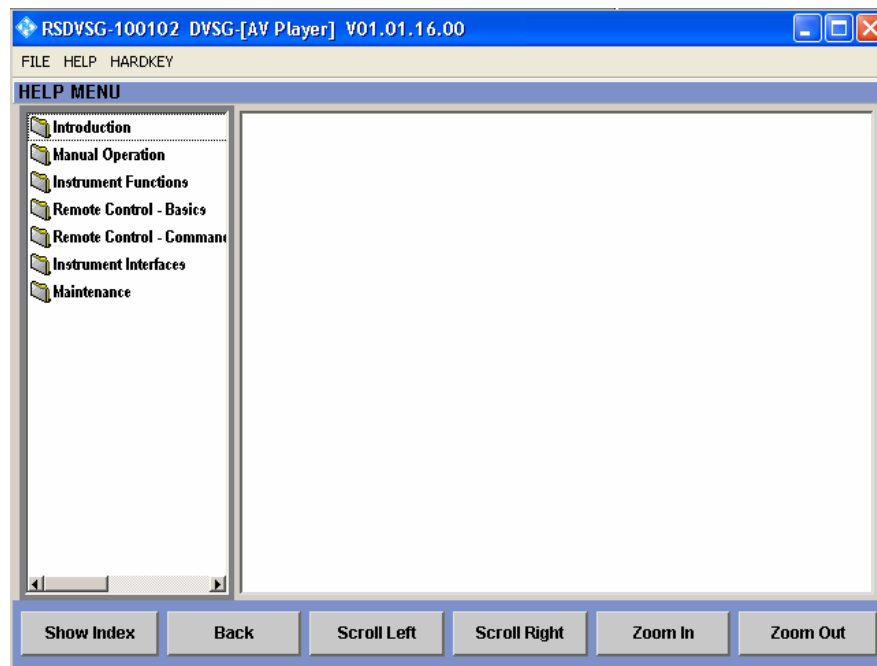 RSDVSG-100102 DVSG-[AV Player] V01.01.16.00
FILE HELP HARDKEY
HELP MENU
Introduction
Manual Operation
Instrument Functions
Remote Control - Basics
Remote Control - Comman
Instrument Interfaces
Maintenance
Show Index Back Scroll Left Scroll Right Zoom In Zoom Out